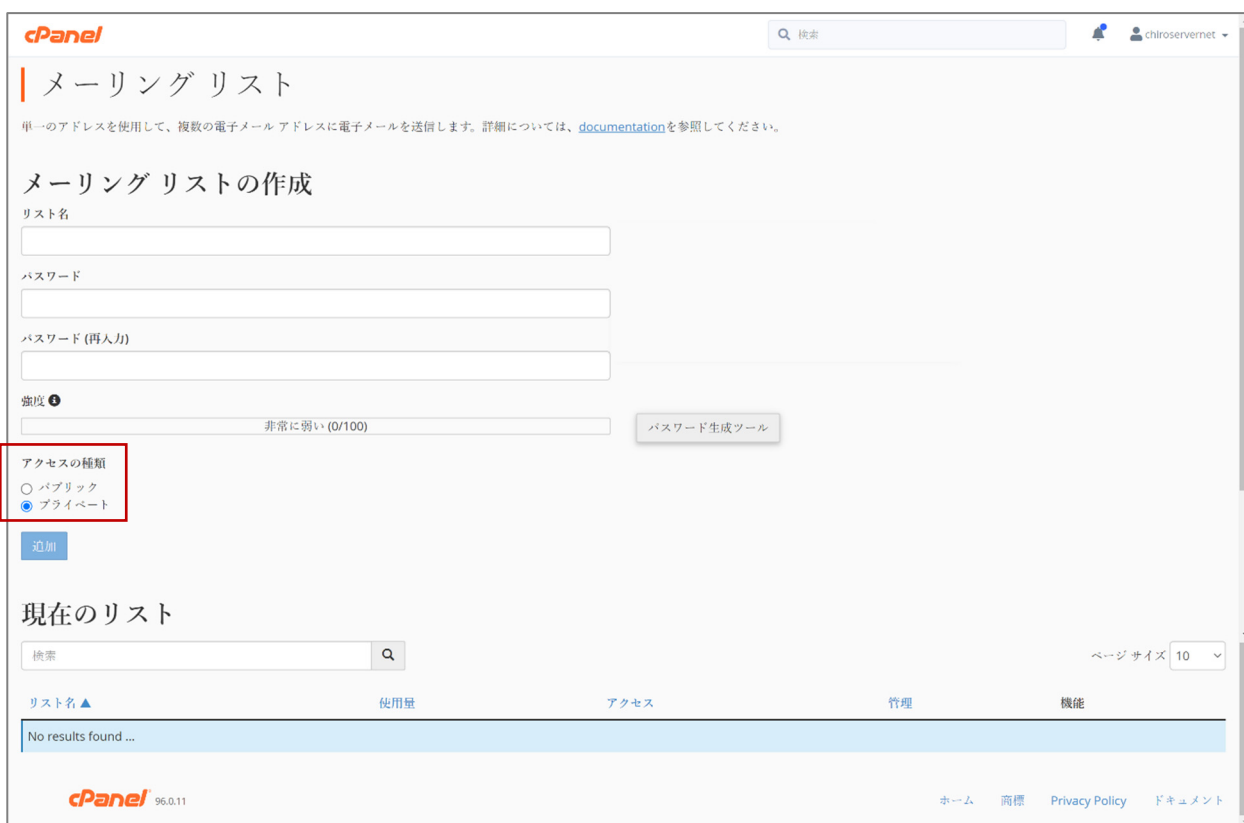 cPanel
検索
chiroservernet
メーリング リスト
単一のアドレスを使用して、複数の電子メール アドレスに電子メールを送信します。詳細については、documentationを参照してください。
メーリング リストの作成
リスト名
パスワード
パスワード (再入力)
強度
非常に弱い (0/100)
パスワード生成ツール
アクセスの種類
パブリック
プライベート
追加
現在のリスト
検索
ページ サイズ 10
リスト名 ▲ 使用量 アクセス 管理 機能
No results found ...
cPanel 96.0.11
ホーム 商標 Privacy Policy ドキュメント